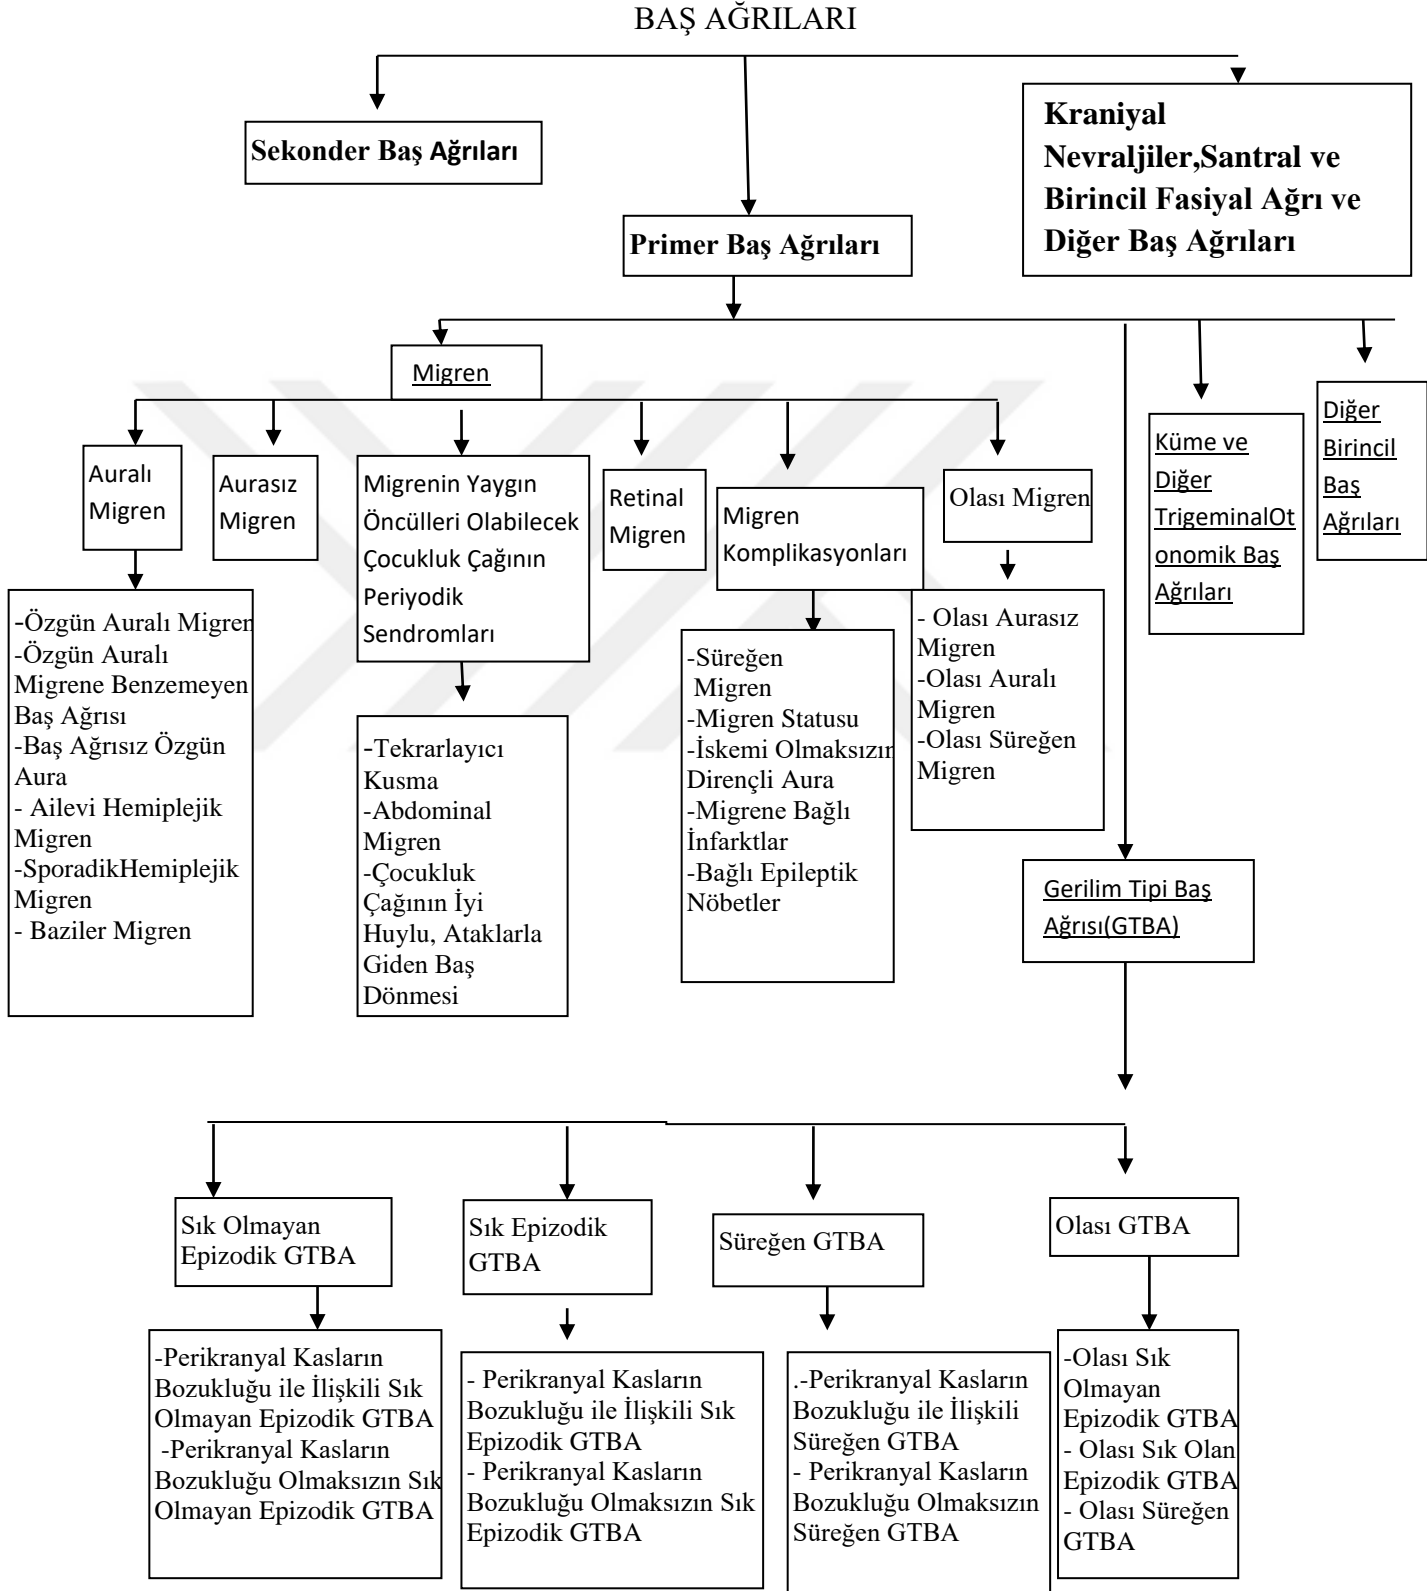 BAŞ AĞRILARI
Sekonder Baş Ağrıları
Kraniyal
Nevraljiler,Santral ve
Birincil Fasiyal Ağrı ve
Diğer Baş Ağrıları
Primer Baş Ağrıları
Migren
Auralı
Migren
Aurasız
Migren
Migrenin Yaygın
Öncülleri Olabilecek
Çocukluk Çağının
Periyodik
Sendromları
Retinal
Migren
Migren
Komplikasyonları
Olası Migren
Küme ve
Diğer
TrigeminalOt
onomik Baş
Ağrıları
Diğer
Birincil
Baş
Ağrıları
-Özgün Auralı Migren
-Özgün Auralı
Migrene Benzemeyen
Baş Ağrısı
-Baş Ağrısız Özgün
Aura
- Ailevi Hemiplejik
Migren
-SporadikHemiplejik
Migren
- Baziler Migren
-Tekrarlayıcı
Kusma
-Abdominal
Migren
-Çocukluk
Çağının İyi
Huylu, Ataklarla
Giden Baş
Dönmesi
-Süreğen
Migren
-Migren Statusu
-İskemi Olmaksızın
Dirençli Aura
-Migrene Bağlı
İnfarktlar
-Bağlı Epileptik
Nöbetler
- Olası Aurasız
Migren
-Olası Auralı
Migren
-Olası Süreğen
Migren
Gerilim Tipi Baş
Ağrısı(GTBA)
Sık Olmayan
Epizodik GTBA
Sık Epizodik
GTBA
Süreğen GTBA
Olası GTBA
-Perikranyal Kasların
Bozukluğu ile İlişkili Sık
Olmayan Epizodik GTBA
-Perikranyal Kasların
Bozukluğu Olmaksızın Sık
Olmayan Epizodik GTBA
- Perikranyal Kasların
Bozukluğu ile İlişkili Sık
Epizodik GTBA
- Perikranyal Kasların
Bozukluğu Olmaksızın Sık
Epizodik GTBA
.-Perikranyal Kasların
Bozukluğu ile İlişkili
Süreğen GTBA
- Perikranyal Kasların
Bozukluğu Olmaksızın
Süreğen GTBA
-Olası Sık
Olmayan
Epizodik GTBA
- Olası Sık Olan
Epizodik GTBA
- Olası Süreğen
GTBA